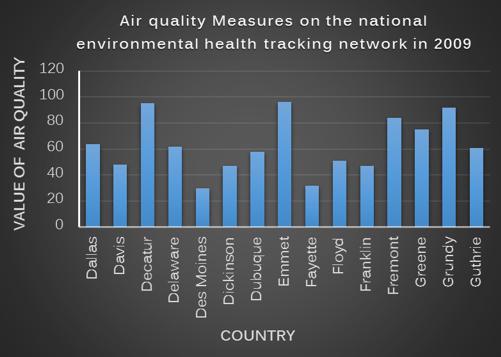 Air quality Measures on the national
environmental health tracking network in 2009
VALUE OF AIR QUALITY
120
100
80
60
40
20
0
Dallas
Davis
Decatur
Delaware
Des Moines
Dickinson
Dubuque
Emmet
Fayette
Floyd
Franklin
Fremont
Greene
Grundy
Guthrie
COUNTRY